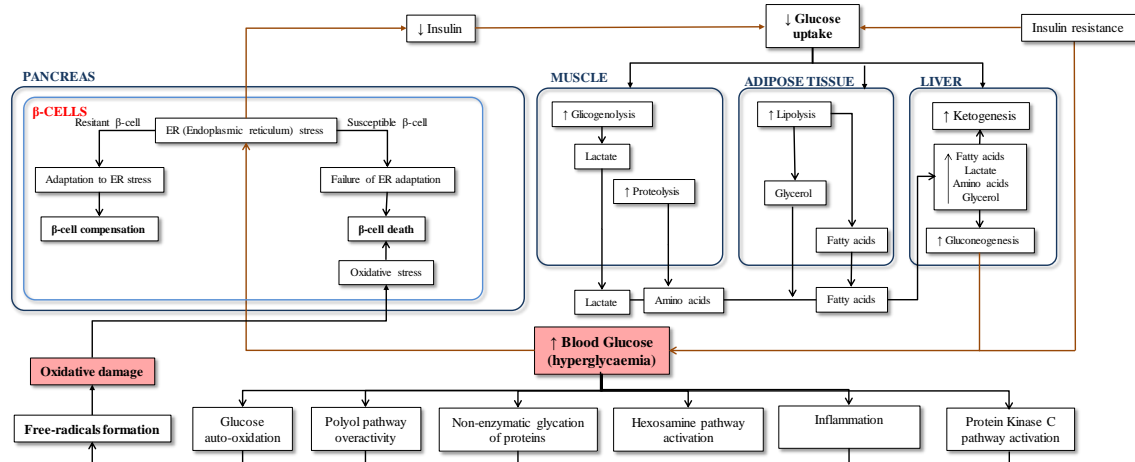 ↓ Insulin
↓ Glucose
uptake
Insulin resistance
PANCREAS
MUSCLE
ADIPOSE TISSUE
LIVER
β-CELLS
Resitant β-cell
ER (Endoplasmic reticulum) stress
Susceptible β-cell
Adaptation to ER stress
Failure of ER adaptation
β-cell compensation
β-cell death
Oxidative stress
↑ Glicogenolysis
Lactate
↑ Proteolysis
↑ Lipolysis
Glycerol
Fatty acids
↑ Ketogenesis
↑ Fatty acids
Lactate
Amino acids
Glycerol
↑ Gluconeogenesis
Lactate
Amino acids
Fatty acids
↑ Blood Glucose
(hyperglycaemia)
Oxidative damage
Free-radicals formation
Glucose
auto-oxidation
Polyol pathway
overactivity
Non-enzymatic glycation
of proteins
Hexosamine pathway
activation
Inflammation
Protein Kinase C
pathway activation